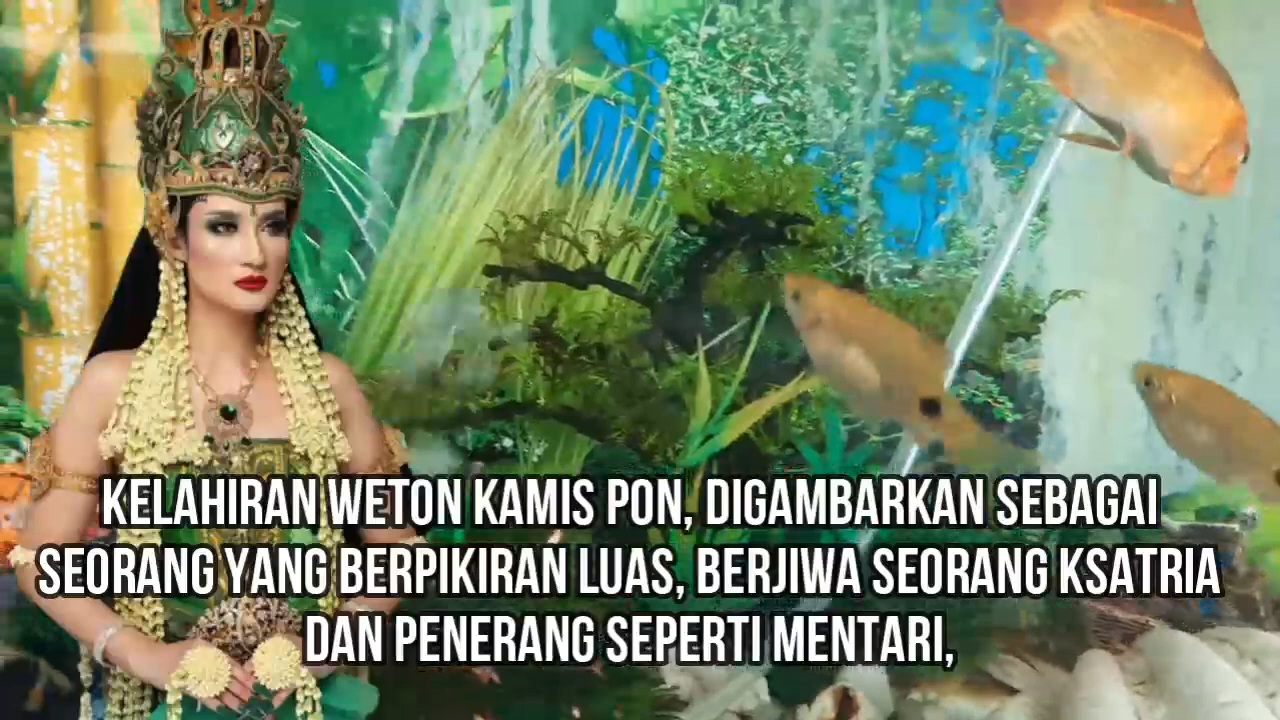 KELAHIRAN WETON KAMIS PON, DIGAMBARKAN SEBAGAI
SEORANG YANG BERPIKIRAN LUAS, BERJIWA SEORANG KSATRIA
DAN PENERANG SEPERTI MENTARI,